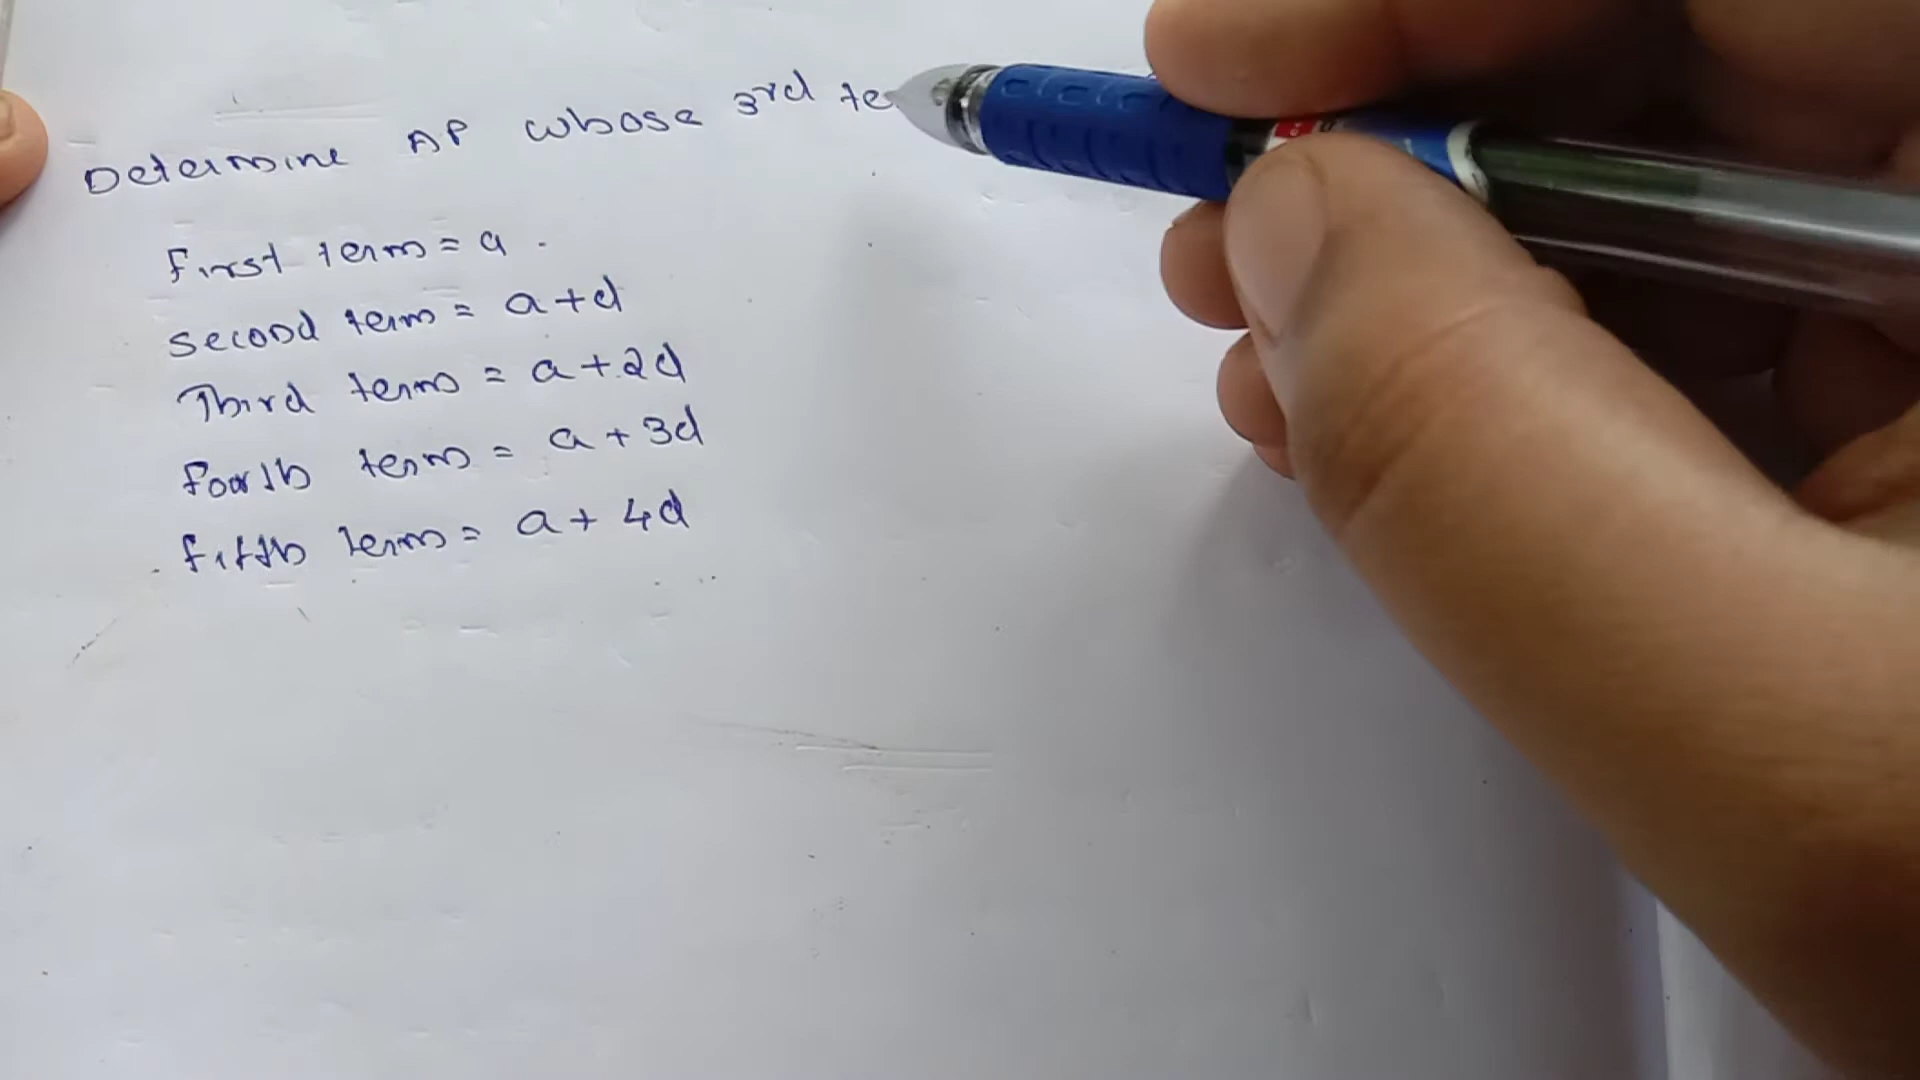 Determine AP whose 3rd te
First term = a .
Second term = a+d
Third term = a+2d
Fourth term = a + 3d
Fifth term = a + 4d